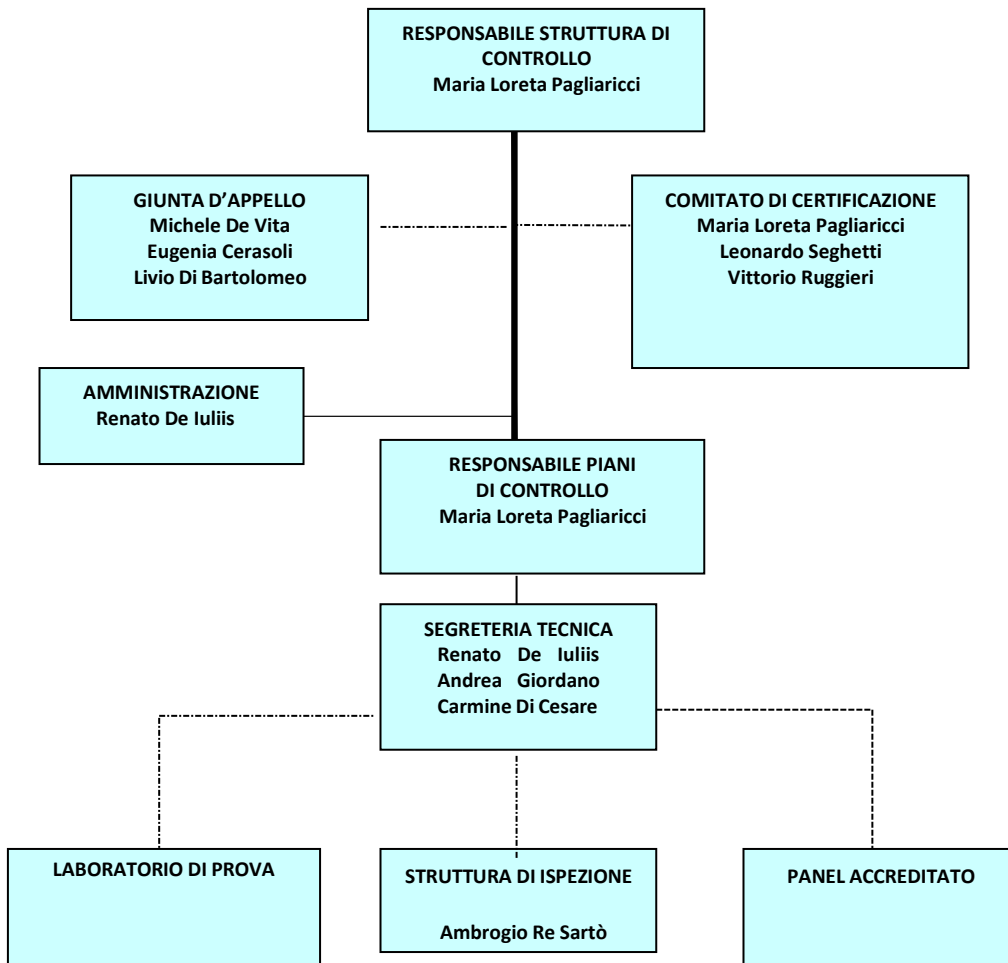 RESPONSABILE STRUTTURA DI
CONTROLLO
Maria Loreta Pagliaricci
GIUNTA D’APPELLO
Michele De Vita
Eugenia Cerasoli
Livio Di Bartolomeo
COMITATO DI CERTIFICAZIONE
Maria Loreta Pagliaricci
Leonardo Seghetti
Vittorio Ruggieri
AMMINISTRAZIONE
Renato De Iuliis
RESPONSABILE PIANI
DI CONTROLLO
Maria Loreta Pagliaricci
SEGRETERIA TECNICA
Renato De Iuliis
Andrea Giordano
Carmine Di Cesare
LABORATORIO DI PROVA
STRUTTURA DI ISPEZIONE
Ambrogio Re Sartò
PANEL ACCREDITATO